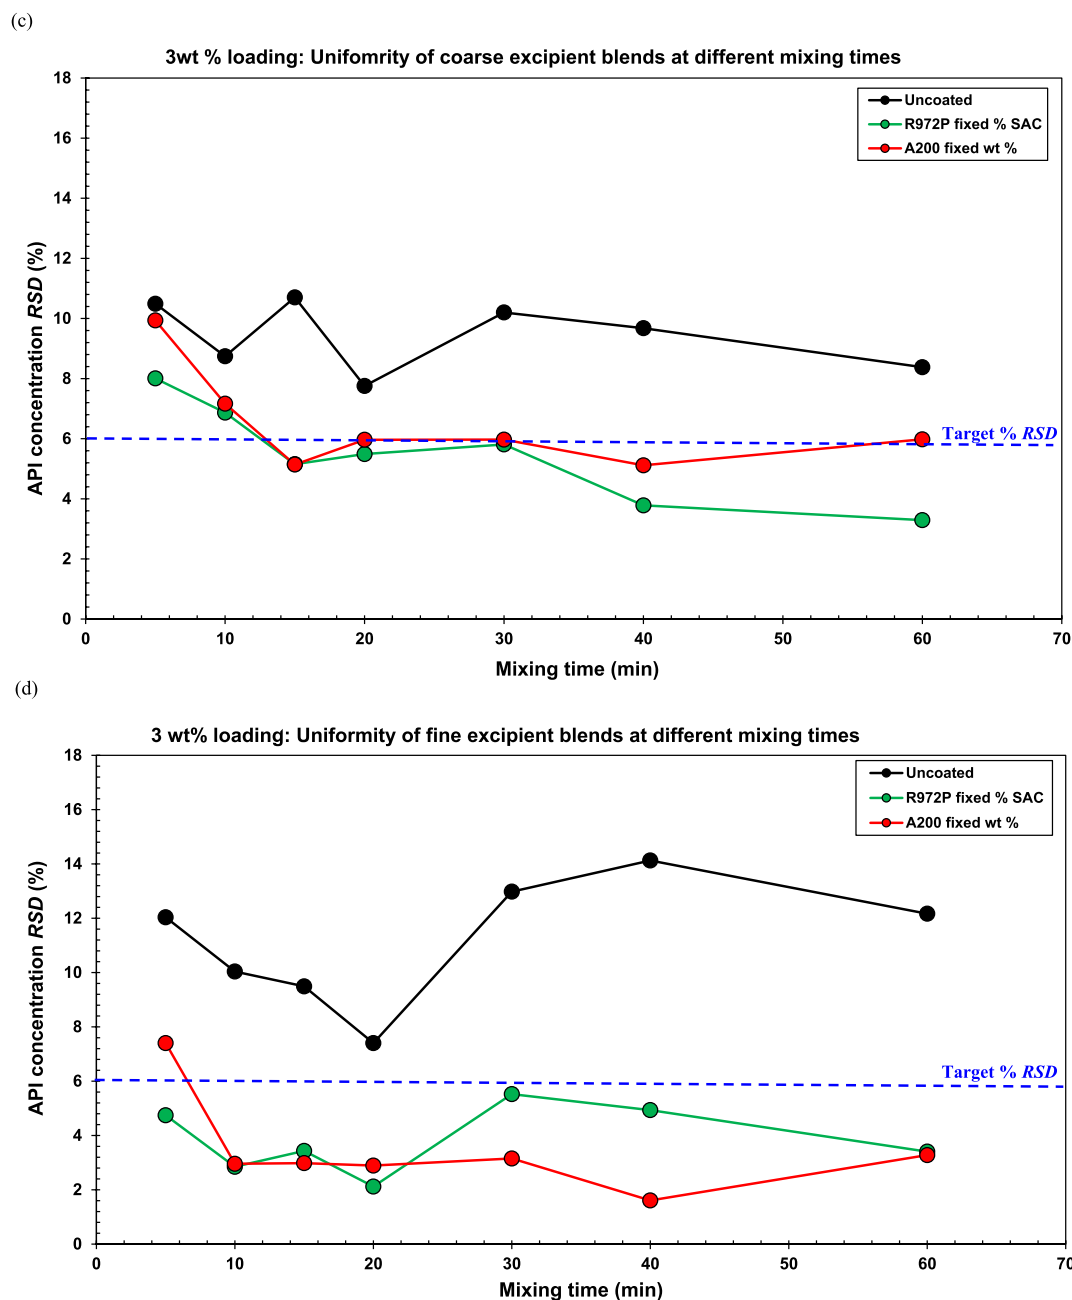 (c)
3wt % loading: Unifomrity of coarse excipient blends at different mixing times
18
16
14
12
10
8
6
4
2
0
API concentration RSD (%)
Uncoated
R972P fixed % SAC
A200 fixed wt %
Target % RSD
0 10 20 30 40 50 60 70
Mixing time (min)
(d)
3 wt% loading: Uniformity of fine excipient blends at different mixing times
18
16
14
12
10
8
6
4
2
0
API concentration RSD (%)
Uncoated
R972P fixed % SAC
A200 fixed wt %
Target % RSD
0 10 20 30 40 50 60 70
Mixing time (min)